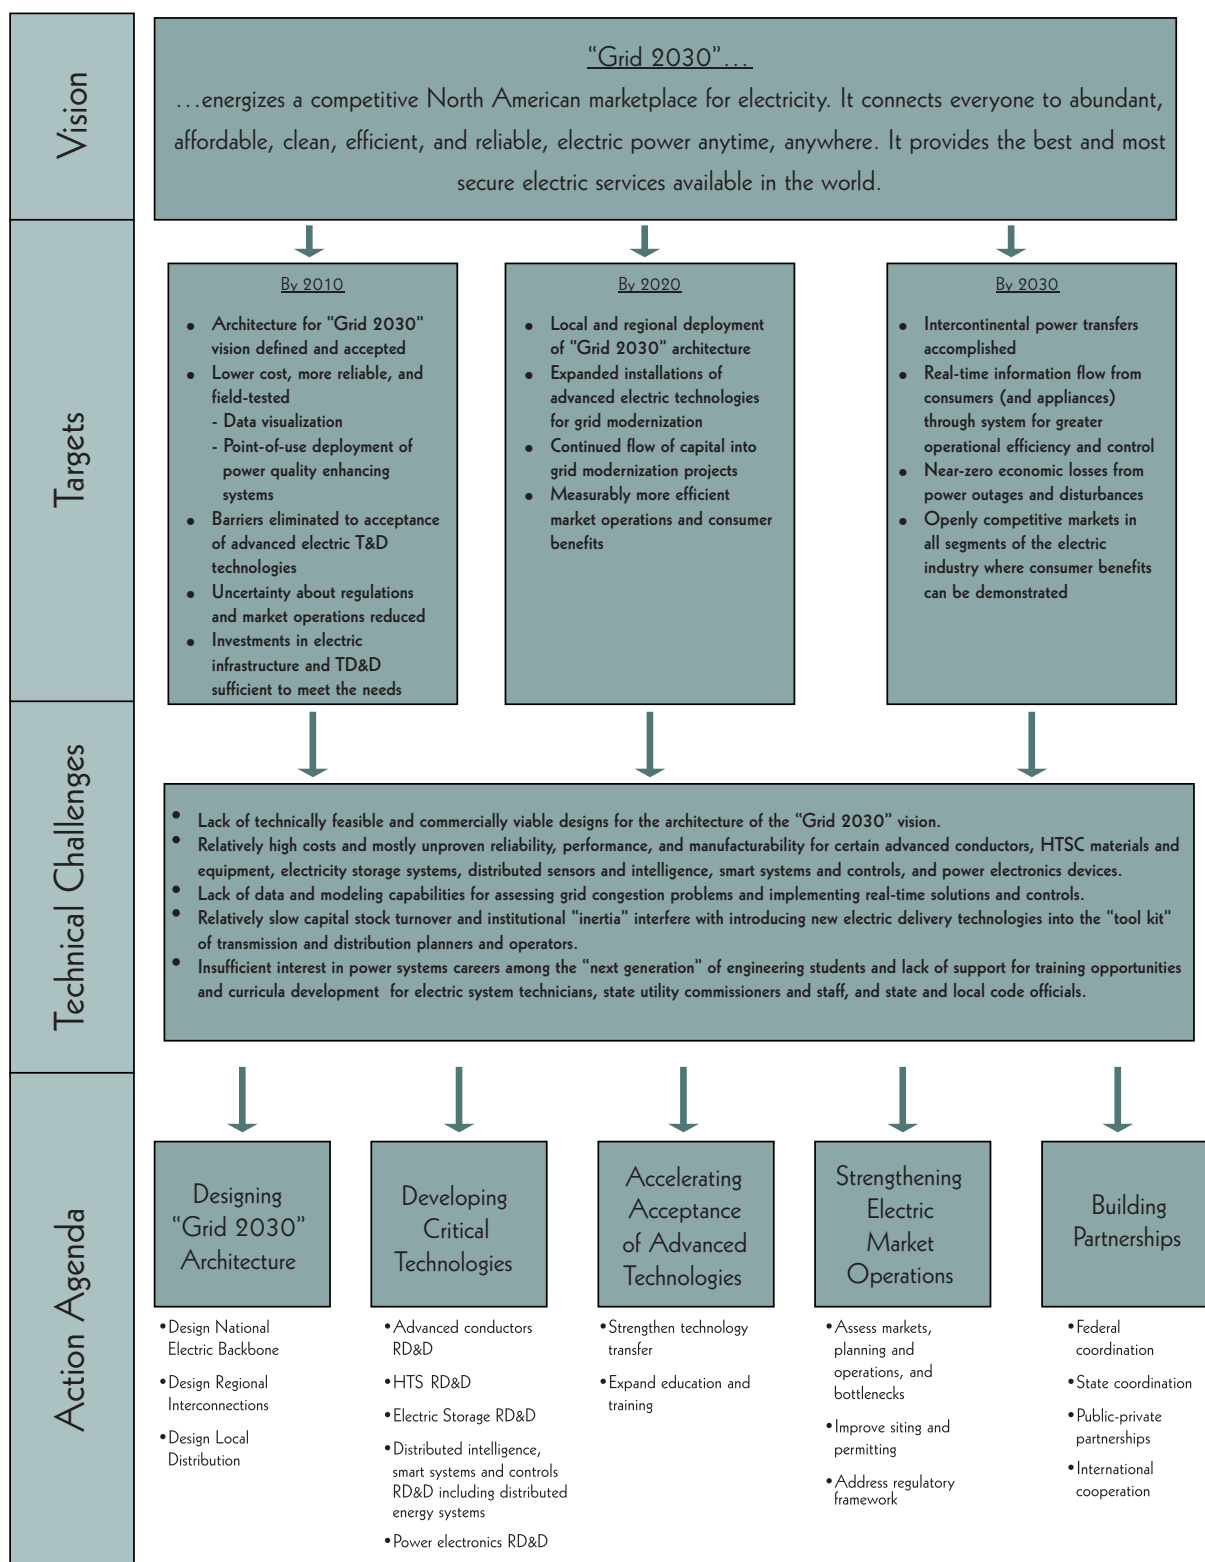 Vision
“Grid 2030”...
...energizes a competitive North American marketplace for electricity. It connects everyone to abundant,
affordable, clean, efficient, and reliable, electric power anytime, anywhere. It provides the best and most
secure electric services available in the world.
Targets
By 2010
• Architecture for “Grid 2030”
vision defined and accepted
• Lower cost, more reliable, and
field-tested
- Data visualization
- Point-of-use deployment of
power quality enhancing
systems
• Barriers eliminated to acceptance
of advanced electric T&D
technologies
• Uncertainty about regulations
and market operations reduced
• Investments in electric
infrastructure and TD&D
sufficient to meet the needs
By 2020
• Local and regional deployment
of “Grid 2030” architecture
• Expanded installations of
advanced electric technologies
for grid modernization
• Continued flow of capital into
grid modernization projects
• Measurably more efficient
market operations and consumer
benefits
By 2030
• Intercontinental power transfers
accomplished
• Real-time information flow from
consumers (and appliances)
through system for greater
operational efficiency and control
• Near-zero economic losses from
power outages and disturbances
• Openly competitive markets in
all segments of the electric
industry where consumer benefits
can be demonstrated
Technical Challenges
• Lack of technically feasible and commercially viable designs for the architecture of the “Grid 2030” vision.
• Relatively high costs and mostly unproven reliability, performance, and manufacturability for certain advanced conductors, HTSC materials and
equipment, electricity storage systems, distributed sensors and intelligence, smart systems and controls, and power electronics devices.
• Lack of data and modeling capabilities for assessing grid congestion problems and implementing real-time solutions and controls.
• Relatively slow capital stock turnover and institutional “inertia” interfere with introducing new electric delivery technologies into the “tool kit”
of transmission and distribution planners and operators.
• Insufficient interest in power systems careers among the “next generation” of engineering students and lack of support for training opportunities
and curricula development for electric system technicians, state utility commissioners and staff, and state and local code officials.
Action Agenda
Designing
“Grid 2030”
Architecture
• Design National
Electric Backbone
• Design Regional
Interconnections
• Design Local
Distribution
Developing
Critical
Technologies
• Advanced conductors
RD&D
• HTS RD&D
• Electric Storage RD&D
• Distributed intelligence,
smart systems and controls
RD&D including distributed
energy systems
• Power electronics RD&D
Accelerating
Acceptance
of Advanced
Technologies
• Strengthen technology
transfer
• Expand education and
training
Strengthening
Electric
Market
Operations
• Assess markets,
planning and
operations, and
bottlenecks
• Improve siting and
permitting
• Address regulatory
framework
Building
Partnerships
• Federal
coordination
• State coordination
• Public-private
partnerships
• International
cooperation